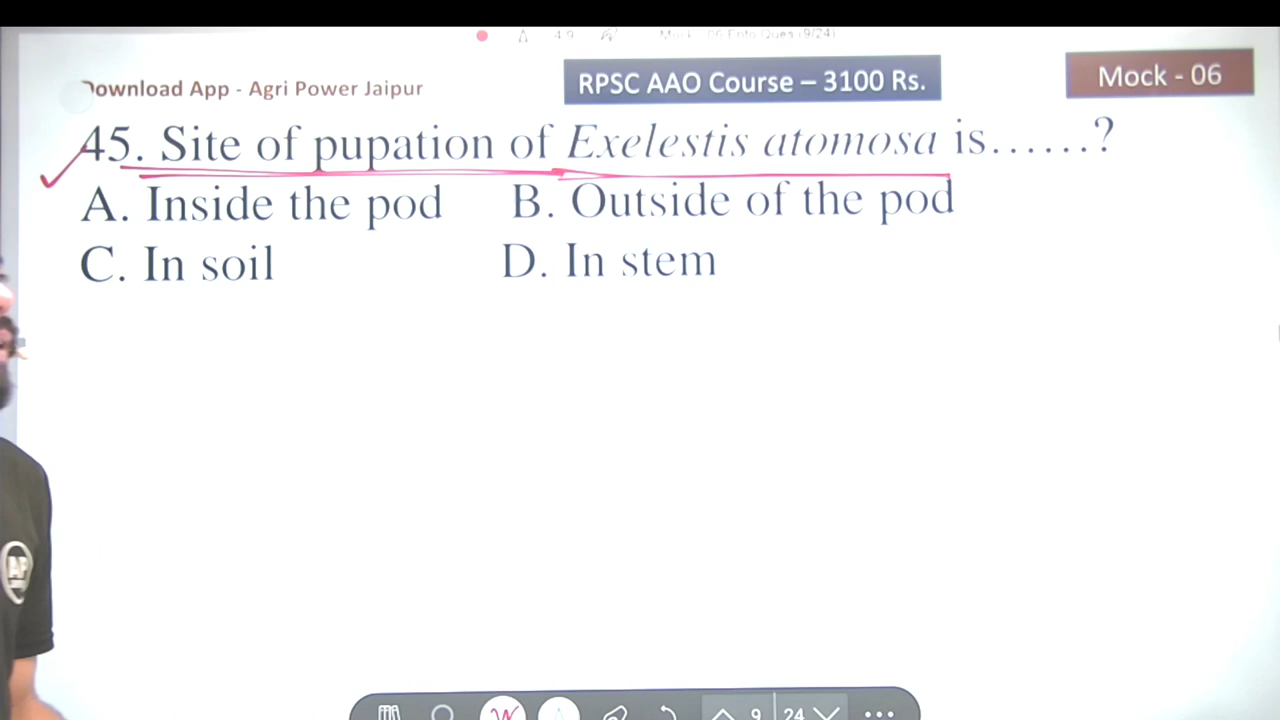 Download App - Agri Power Jaipur
RPSC AAO Course – 3100 Rs.
Mock - 06
45. Site of pupation of Exelestis atomosa is......?
A. Inside the pod B. Outside of the pod
C. In soil D. In stem
AP
9 24